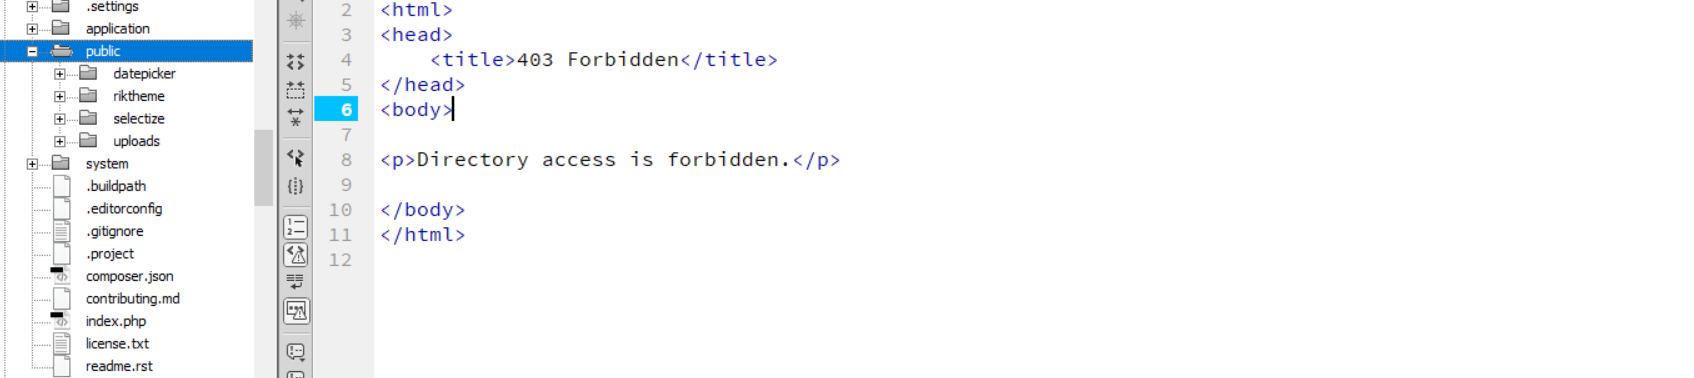 .settings
application
public
datepicker
riktheme
selectize
uploads
system
.buildpath
.editorconfig
.gitignore
.project
composer.json
contributing.md
index.php
license.txt
readme.rst
2 <html>
3 <head>
4 <title>403 Forbidden</title>
5 </head>
6 <body>
7
8 <p>Directory access is forbidden.</p>
9
10 </body>
11 </html>
12